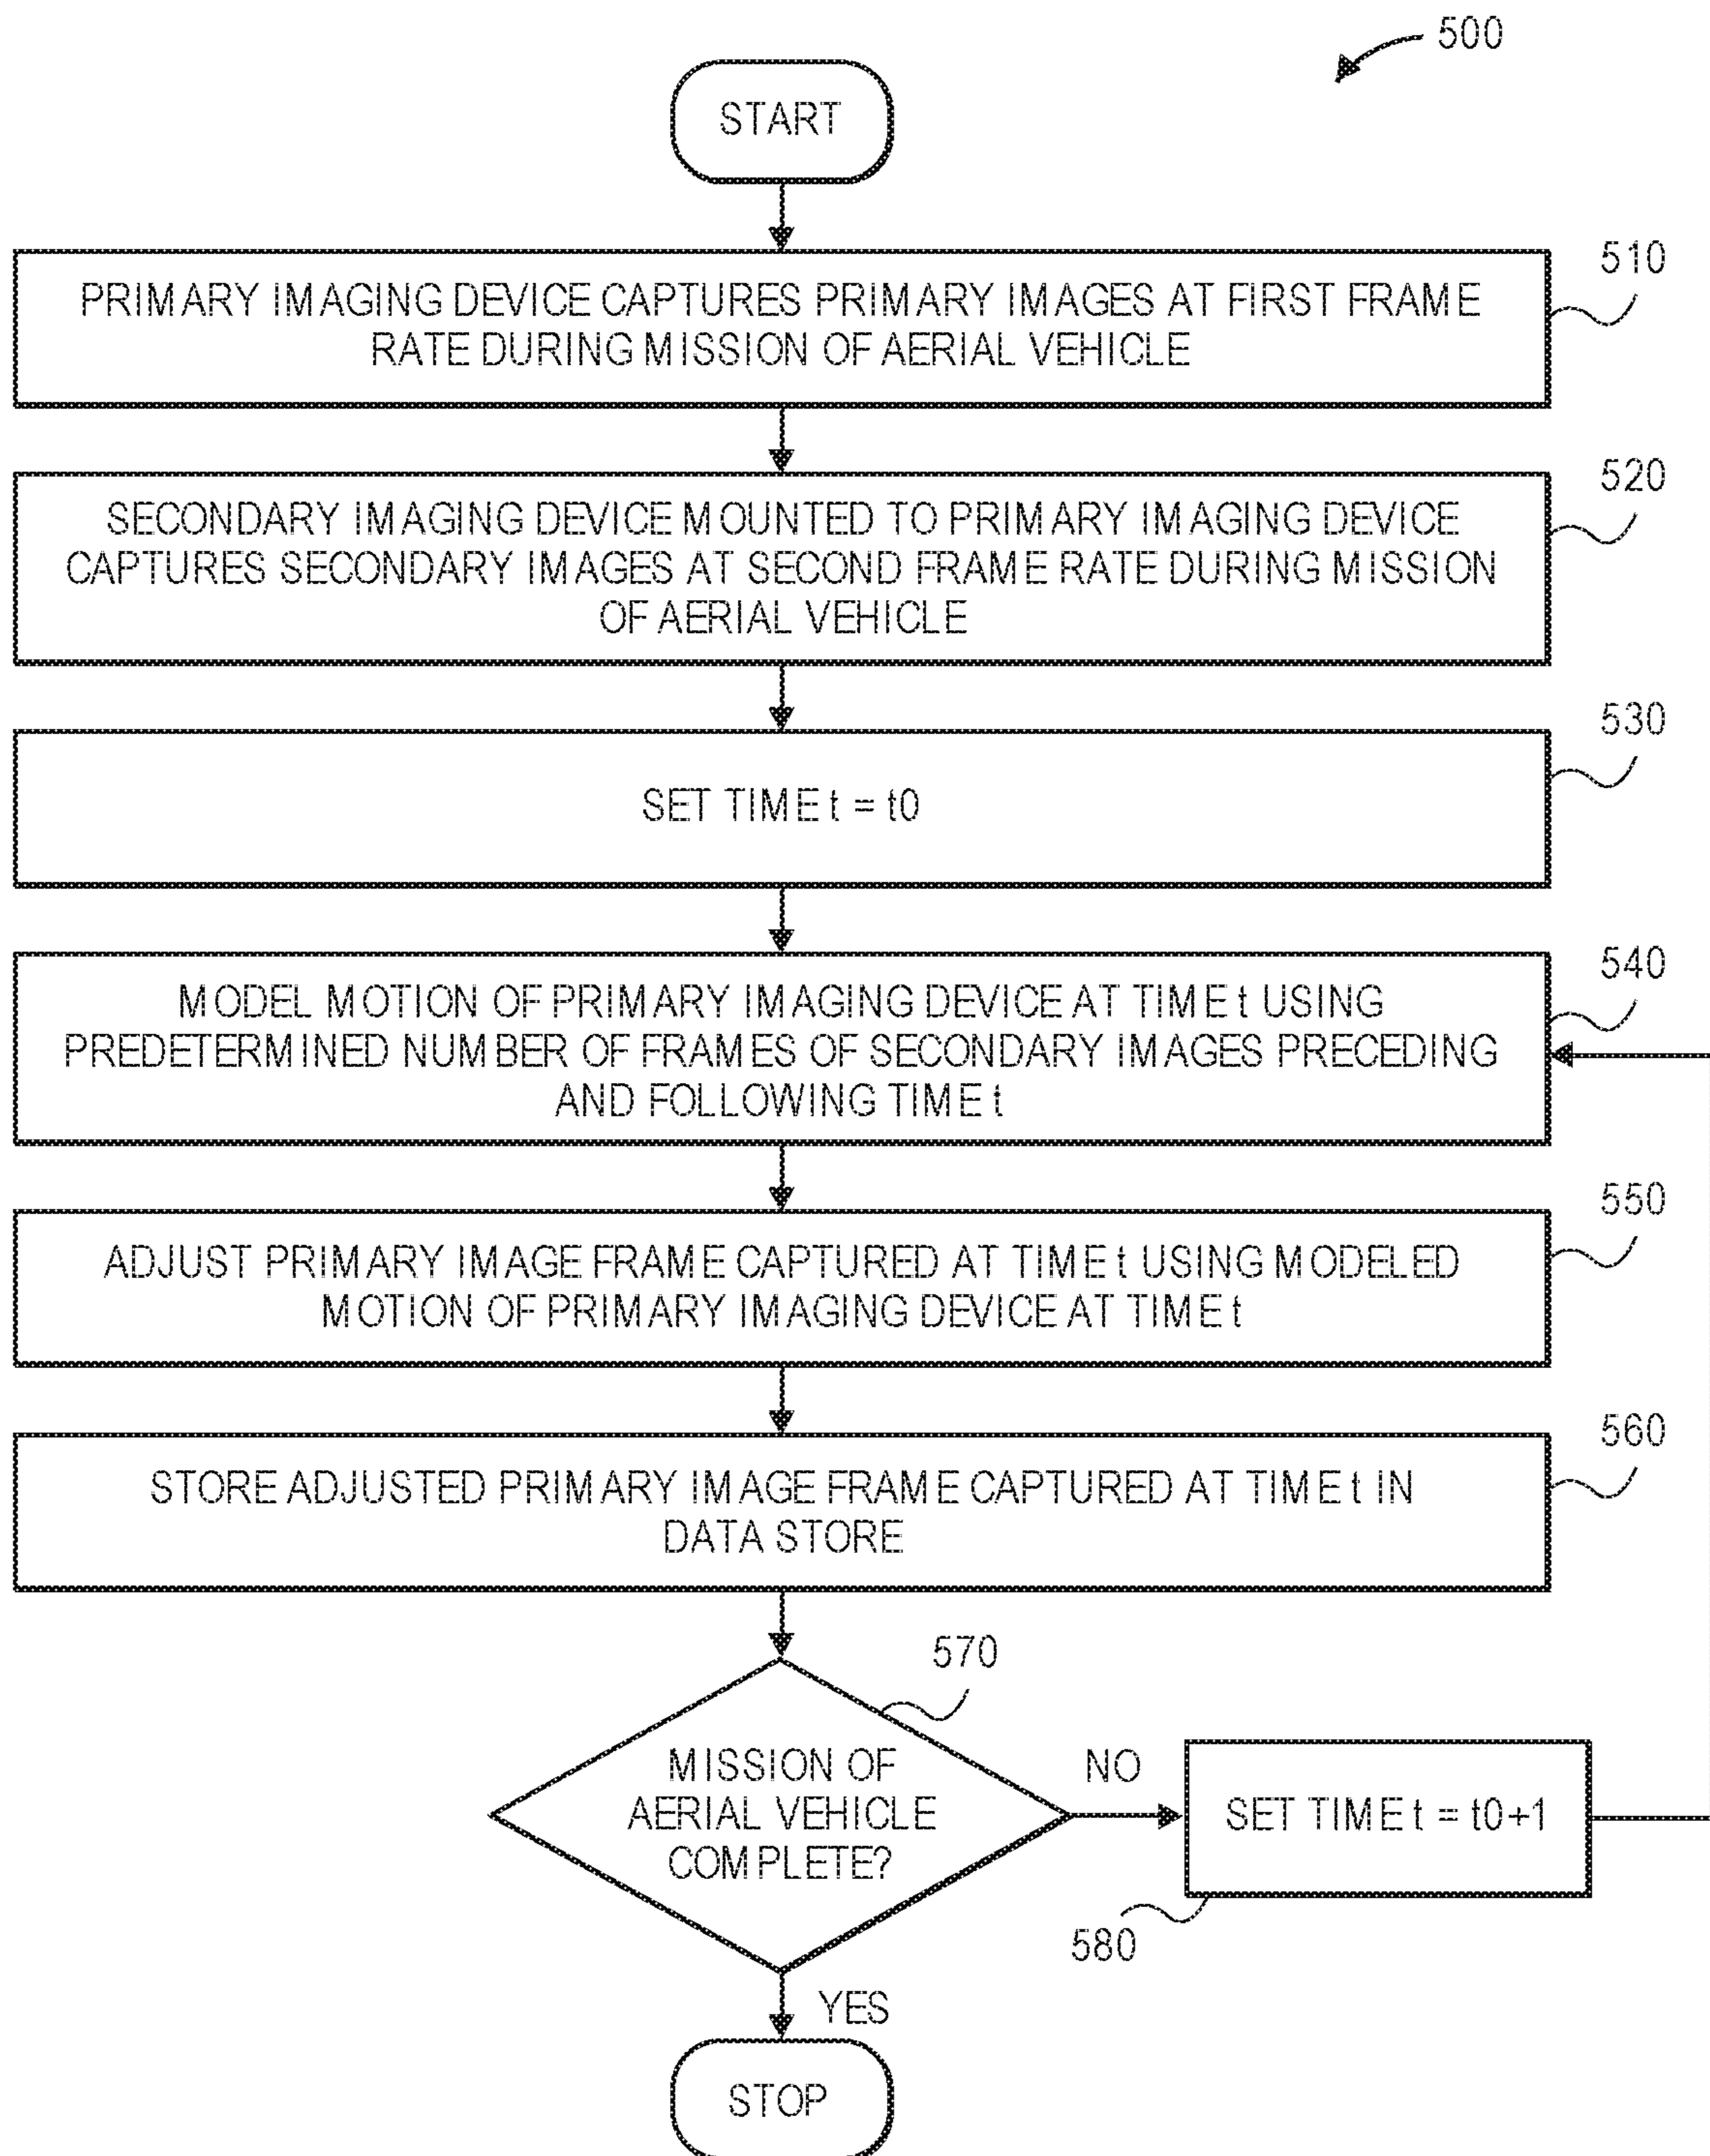 500
START
510
PRIMARY IMAGING DEVICE CAPTURES PRIMARY IMAGES AT FIRST FRAME
RATE DURING MISSION OF AERIAL VEHICLE
520
SECONDARY IMAGING DEVICE MOUNTED TO PRIMARY IMAGING DEVICE
CAPTURES SECONDARY IMAGES AT SECOND FRAME RATE DURING MISSION
OF AERIAL VEHICLE
530
SET TIME t = t0
540
MODEL MOTION OF PRIMARY IMAGING DEVICE AT TIME t USING
PREDETERMINED NUMBER OF FRAMES OF SECONDARY IMAGES PRECEDING
AND FOLLOWING TIME t
550
ADJUST PRIMARY IMAGE FRAME CAPTURED AT TIME t USING MODELED
MOTION OF PRIMARY IMAGING DEVICE AT TIME t
560
STORE ADJUSTED PRIMARY IMAGE FRAME CAPTURED AT TIME t IN
DATA STORE
570
MISSION OF
AERIAL VEHICLE
COMPLETE?
NO
SET TIME t = t0+1
580
YES
STOP